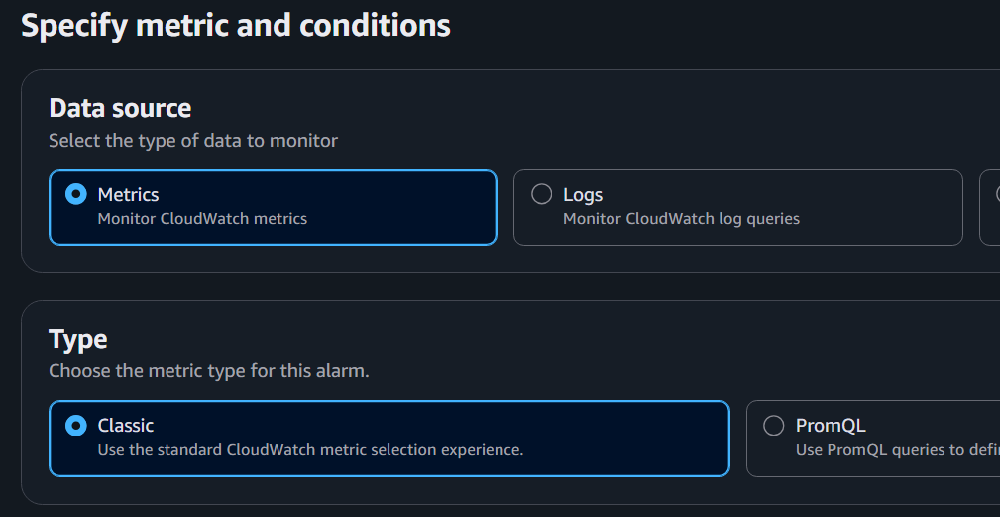 Specify metric and conditions
Data source
Select the type of data to monitor
Metrics
Monitor CloudWatch metrics
Logs
Monitor CloudWatch log queries
Type
Choose the metric type for this alarm.
Classic
Use the standard CloudWatch metric selection experience.
PromQL
Use PromQL queries to